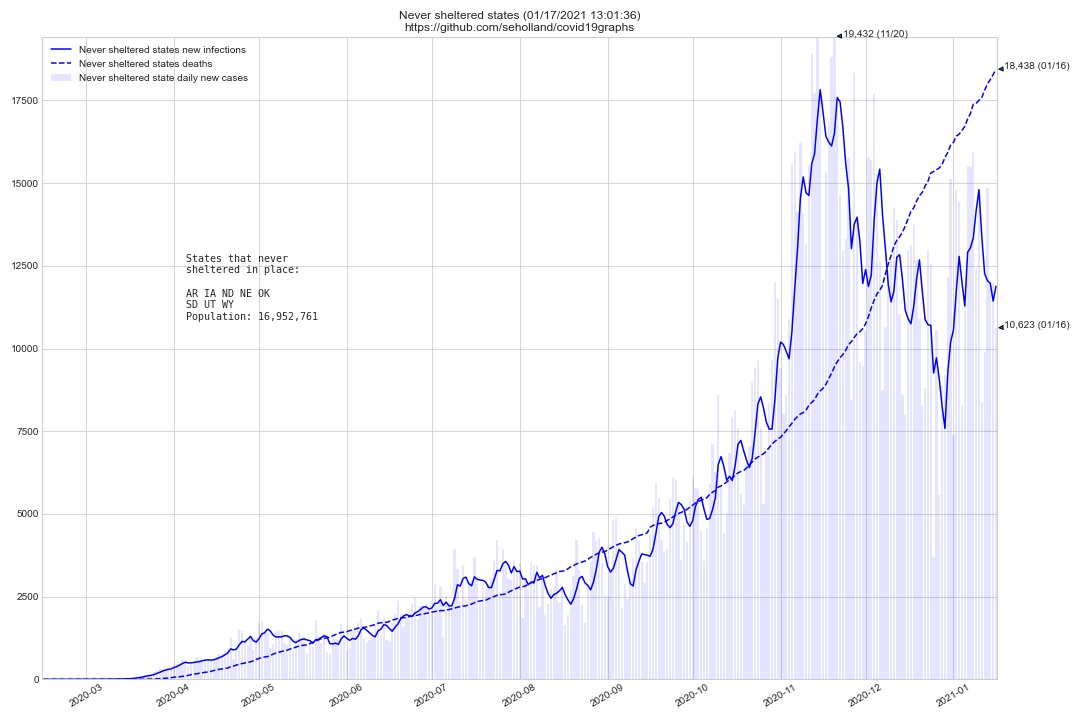 Never sheltered states (01/17/2021 13:01:36)
https://github.com/seholland/covid19graphs
19,432 (11/20)
Never sheltered states new infections
Never sheltered states deaths
Never sheltered state daily new cases
18,438 (01/16)
17500
15000
States that never
sheltered in place:
12500
AR IA ND NE OK
SD UT WY
Population: 16,952,761
10,623 (01/16)
10000
7500
5000
2500
0
2020-03
2020-04
2020-05
2020-06
2020-07
2020-08
2020-09
2020-10
2020-11
2020-12
2021-01